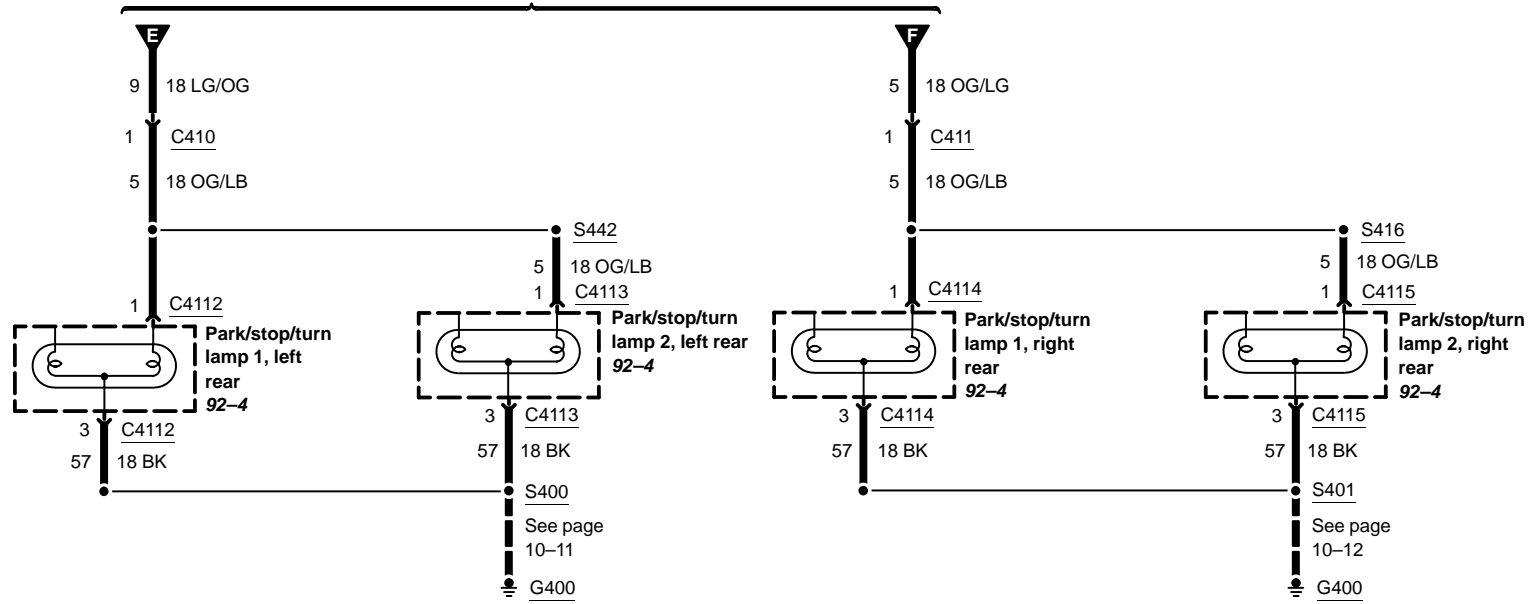 E
F
9 18 LG/OG
5 18 OG/LG
1 C410
1 C411
5 18 OG/LB
5 18 OG/LB
S442
S416
5 18 OG/LB
5 18 OG/LB
1 C4112
1 C4113
1 C4114
1 C4115
Park/stop/turn
lamp 1, left
rear
92–4
Park/stop/turn
lamp 2, left rear
92–4
Park/stop/turn
lamp 1, right
rear
92–4
Park/stop/turn
lamp 2, right
rear
92–4
3 C4112
3 C4113
3 C4114
3 C4115
57 18 BK
57 18 BK
57 18 BK
57 18 BK
S400
S401
See page
10–11
See page
10–12
G400
G400